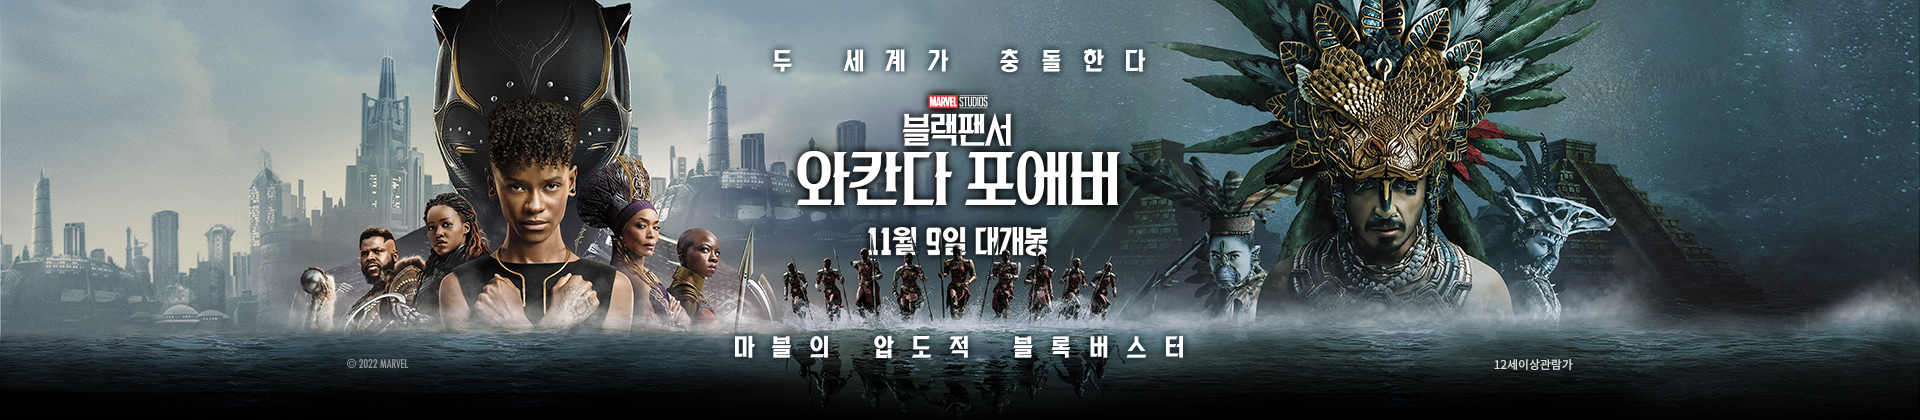 두 세계가 충돌한다
MARVEL STUDIOS
블랙팬서
와칸다 포에버
11월 9일 대개봉
마블의 압도적 블록버스터
© 2022 MARVEL
12세이상관람가